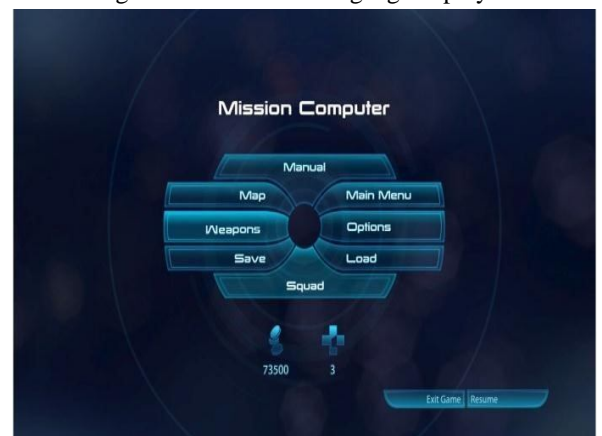 Mission Computer
Manual
Map Main Menu
Weapons Options
Save Load
Squad
73500 3
Exit Game Resume